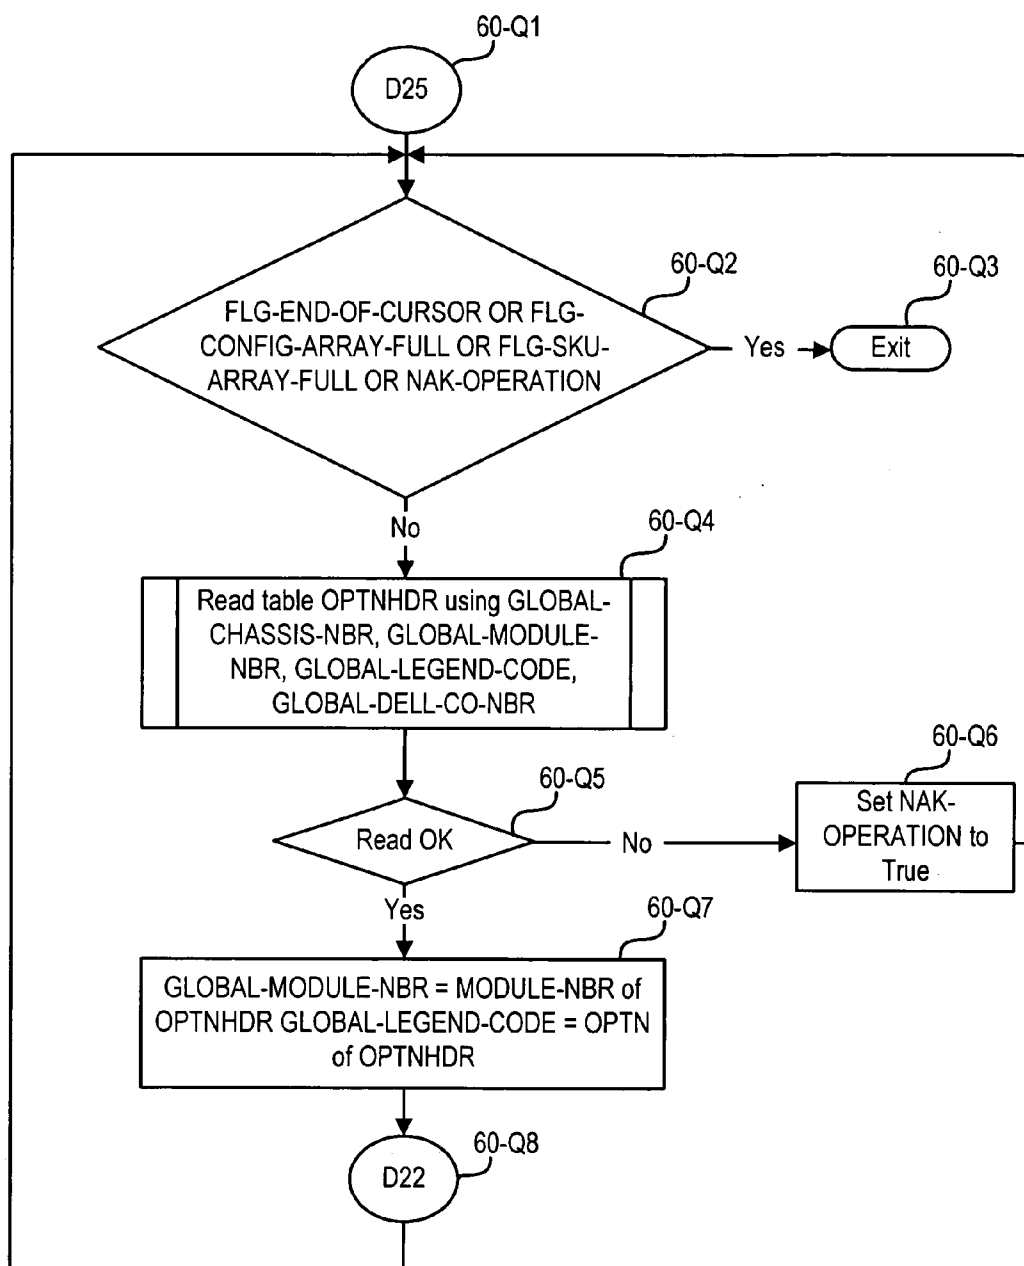 60-Q1
D25
60-Q2
60-Q3
FLG-END-OF-CURSOR OR FLG-
CONFIG-ARRAY-FULL OR FLG-SKU-
ARRAY-FULL OR NAK-OPERATION
Yes
Exit
No
60-Q4
Read table OPTNHDR using GLOBAL-
CHASSIS-NBR, GLOBAL-MODULE-
NBR, GLOBAL-LEGEND-CODE,
GLOBAL-DELL-CO-NBR
60-Q5
60-Q6
Read OK
No
Set NAK-
OPERATION to
True
Yes
60-Q7
GLOBAL-MODULE-NBR = MODULE-NBR of
OPTNHDR GLOBAL-LEGEND-CODE = OPTN
of OPTNHDR
60-Q8
D22